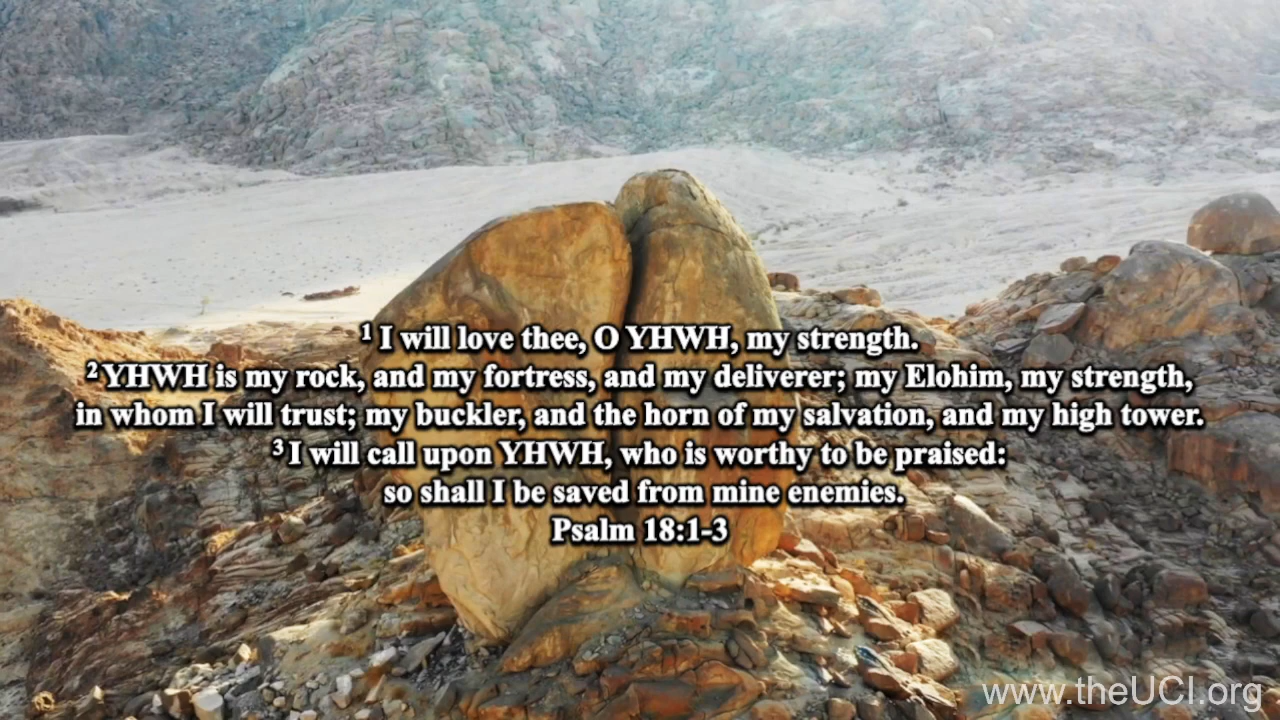 1 I will love thee, O YHWH, my strength.
2 YHWH is my rock, and my fortress, and my deliverer; my Elohim, my strength,
in whom I will trust; my buckler, and the horn of my salvation, and my high tower.
3 I will call upon YHWH, who is worthy to be praised:
so shall I be saved from mine enemies.
Psalm 18:1-3
www.theUCI.org